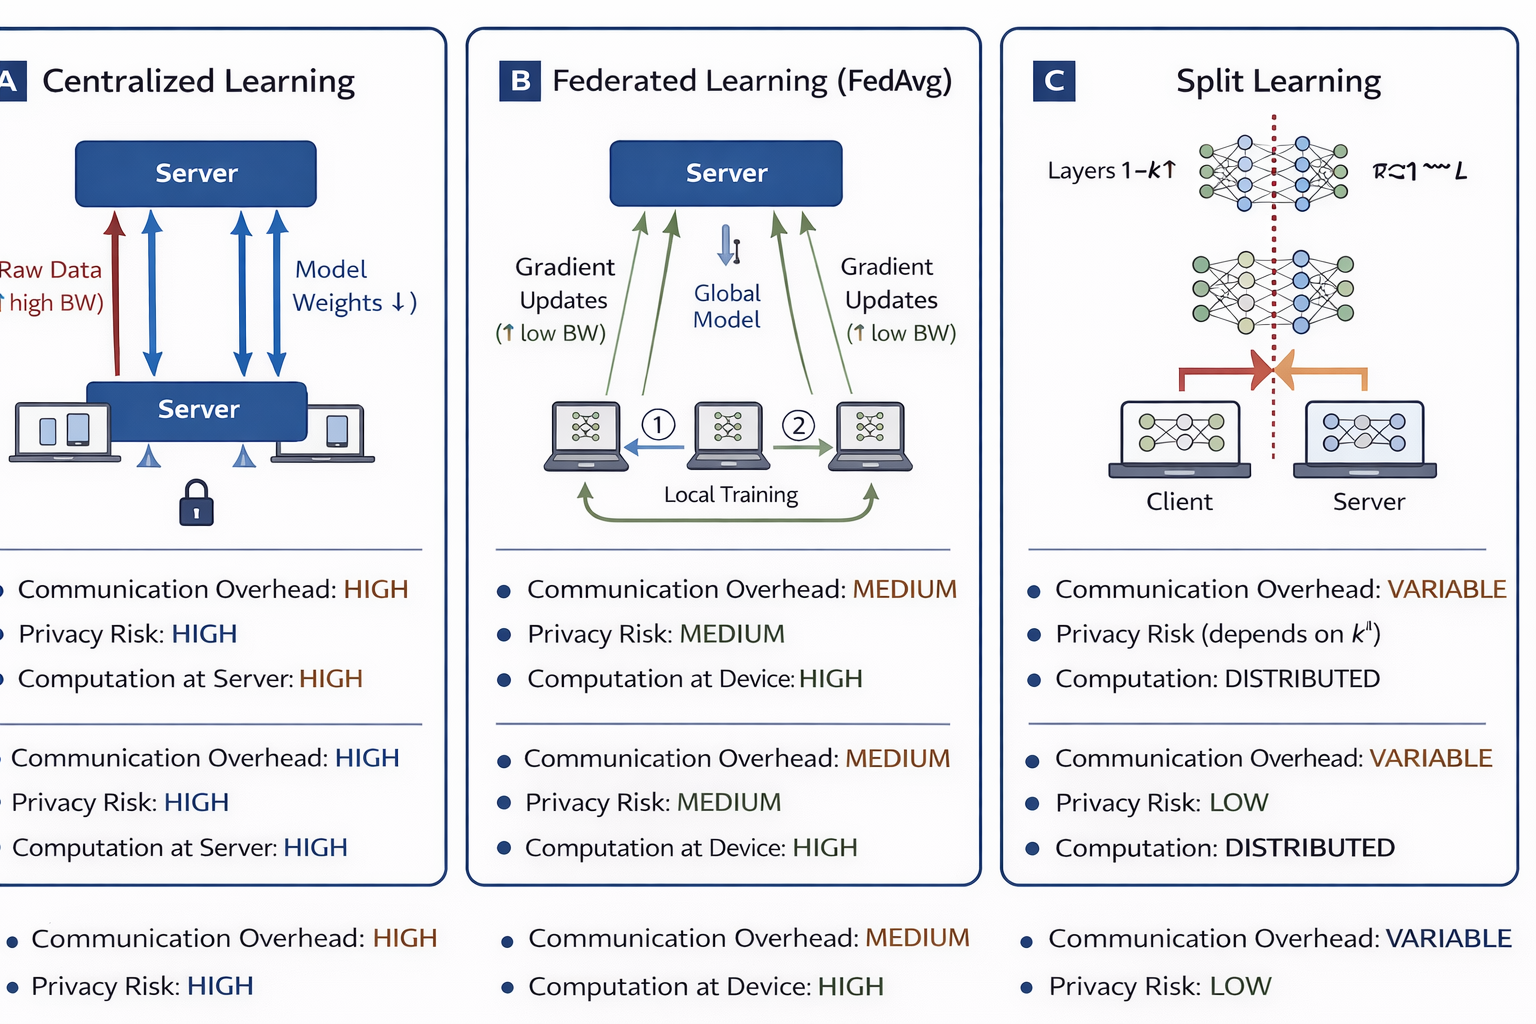 A Centralized Learning
Server
Raw Data
↑ high BW)
Model
Weights ↓)
Server
Communication Overhead: HIGH
Privacy Risk: HIGH
Computation at Server: HIGH
Communication Overhead: HIGH
Privacy Risk: HIGH
Computation at Server: HIGH
Communication Overhead: HIGH
Privacy Risk: HIGH
B Federated Learning (FedAvg)
Server
Gradient
Updates
(↑ low BW)
Global
Model
Gradient
Updates
(↑ low BW)
1
2
Local Training
Communication Overhead: MEDIUM
Privacy Risk: MEDIUM
Computation at Device: HIGH
Communication Overhead: MEDIUM
Privacy Risk: MEDIUM
Computation at Device: HIGH
Communication Overhead: MEDIUM
Computation at Device: HIGH
C Split Learning
Layers 1-k↑
Client
Server
Communication Overhead: VARIABLE
Privacy Risk (depends on k)
Computation: DISTRIBUTED
Communication Overhead: VARIABLE
Privacy Risk: LOW
Computation: DISTRIBUTED
Communication Overhead: VARIABLE
Privacy Risk: LOW